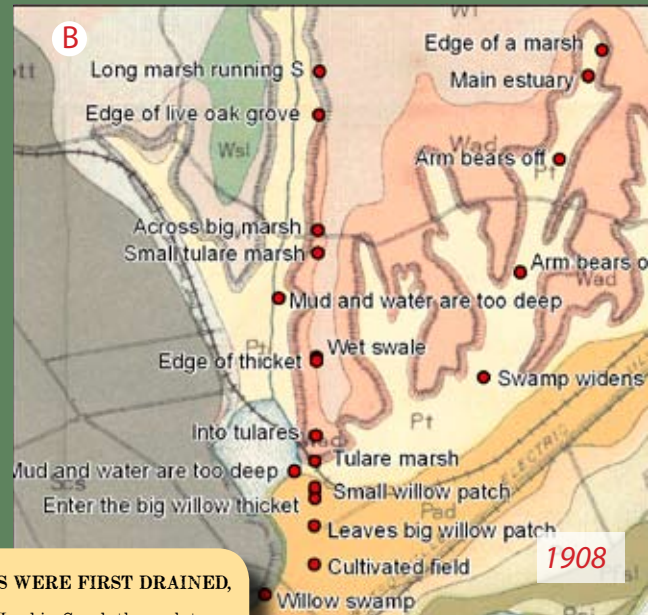 B
Edge of a marsh
Long marsh running S
Main estuary
Edge of live oak grove
Wsl
Wad
Arm bears off
Pt
Across big marsh
Small tulare marsh
Arm bears o
Wad
Mud and water are too deep
Wet swale
Edge of thicket
Swamp widens
Pt
Into tulares
Tulare marsh
Mud and water are too deep
Small willow patch
Enter the big willow thicket
Pad
ELECTRIC
Leaves big willow patch
1908
Cultivated field
Willow swamp
S WERE FIRST DRAINED,